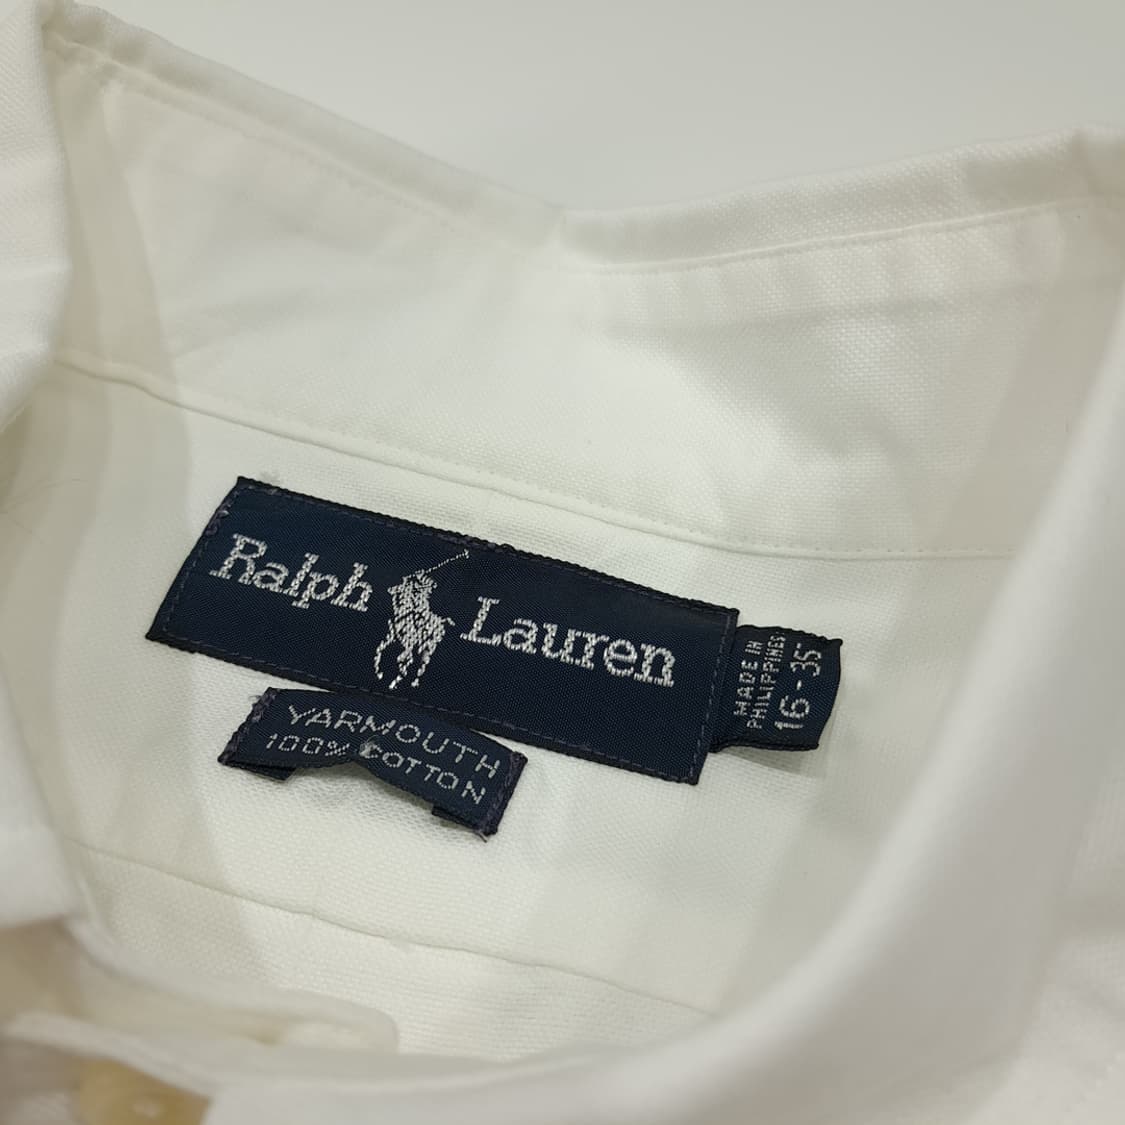 Ralph Lauren
YARMOUTH
100% COTTON
MADE IN
PHILIPPINES
16-35